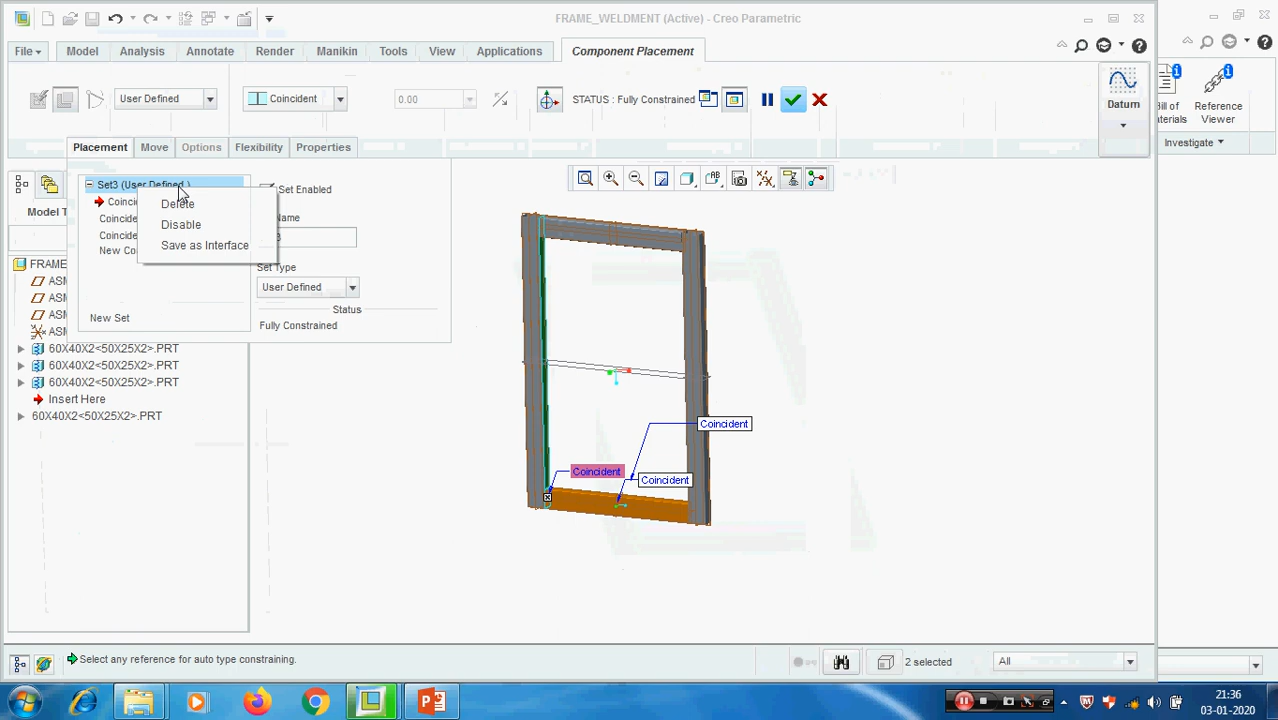 FRAME_WELDMENT (Active) - Creo Parametric
File
Model
Analysis
Annotate
Render
Manikin
Tools
View
Applications
Component Placement
User Defined
Coincident
0.00
STATUS : Fully Constrained
Datum
Bill of
Materials
Reference
Viewer
Investigate
Placement
Move
Options
Flexibility
Properties
Set3 (User Defined )
Set Enabled
Delete
Disable
Save as Interface
Name
Set Type
User Defined
Status
Fully Constrained
New Set
FRAME
ASM
ASM
ASM
60X40X2<50X25X2>.PRT
60X40X2<50X25X2>.PRT
60X40X2<50X25X2>.PRT
Insert Here
60X40X2<50X25X2>.PRT
Coincident
Coincident
Coincident
Select any reference for auto type constraining.
2 selected
All
21:36
03-01-2020